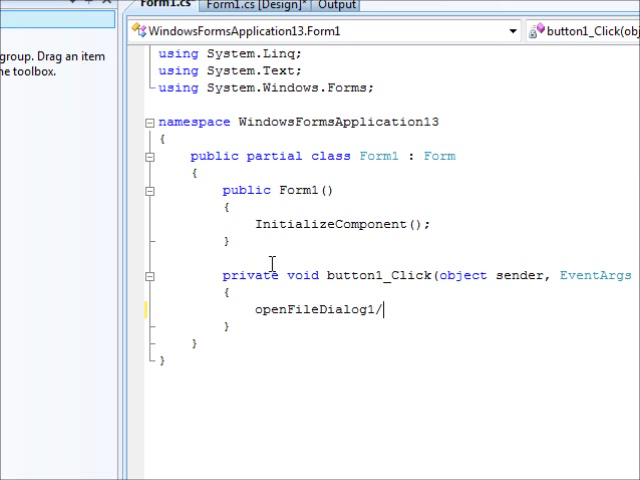 Form1.cs* Form1.cs [Design]* Output
group. Drag an item
he toolbox.
WindowsFormsApplication13.Form1 button1_Click(obj
using System.Linq;
using System.Text;
using System.Windows.Forms;
namespace WindowsFormsApplication13
{
public partial class Form1 : Form
{
public Form1()
{
InitializeComponent();
}
private void button1_Click(object sender, EventArgs
{
openFileDialog1/
}
}
}